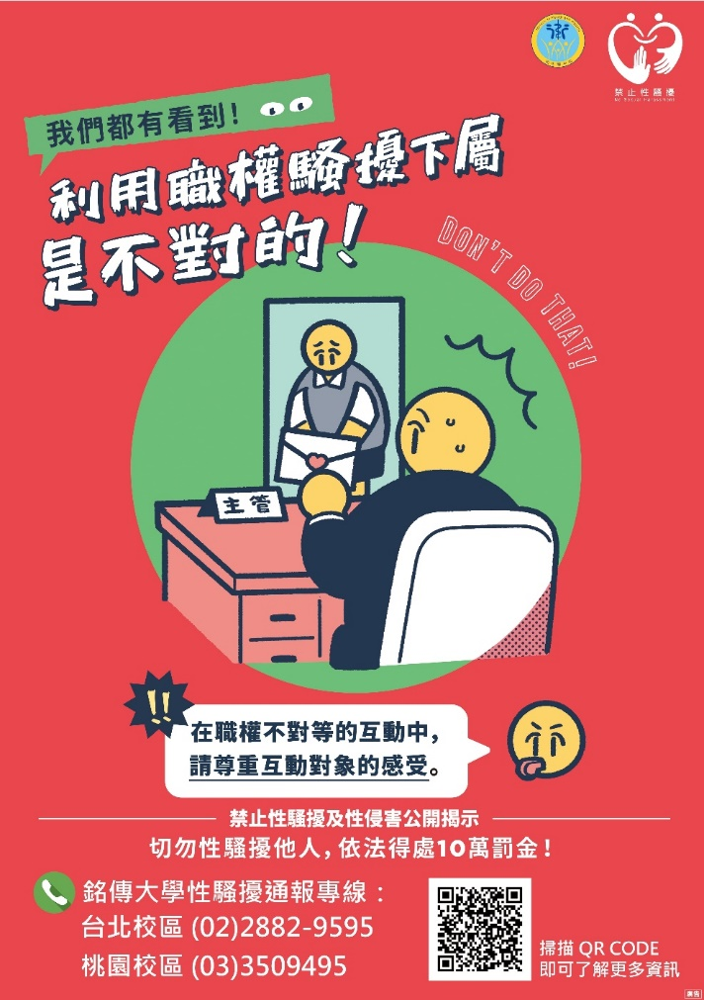 禁止性騷擾
No Sexual Harassment
我們都有看到!
利用職權騷擾下屬
是不對的!
DON'T DO THAT!
主管
!!
在職權不對等的互動中,
請尊重互動對象的感受。
禁止性騷擾及性侵害公開揭示
切勿性騷擾他人,依法得處10萬罰金!
銘傳大學性騷擾通報專線:
台北校區 (02)2882-9595
桃園校區 (03)3509495
掃描 QR CODE
即可了解更多資訊
廣告